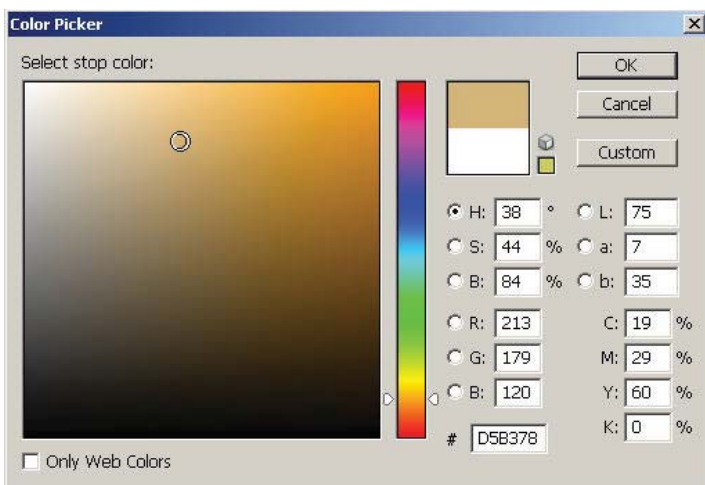 Color Picker
Select stop color:
OK
Cancel
Custom
H: 38 °
S: 44 %
B: 84 %
R: 213
G: 179
B: 120
# D5B378
L: 75
a: 7
b: 35
C: 19 %
M: 29 %
Y: 60 %
K: 0 %
Only Web Colors